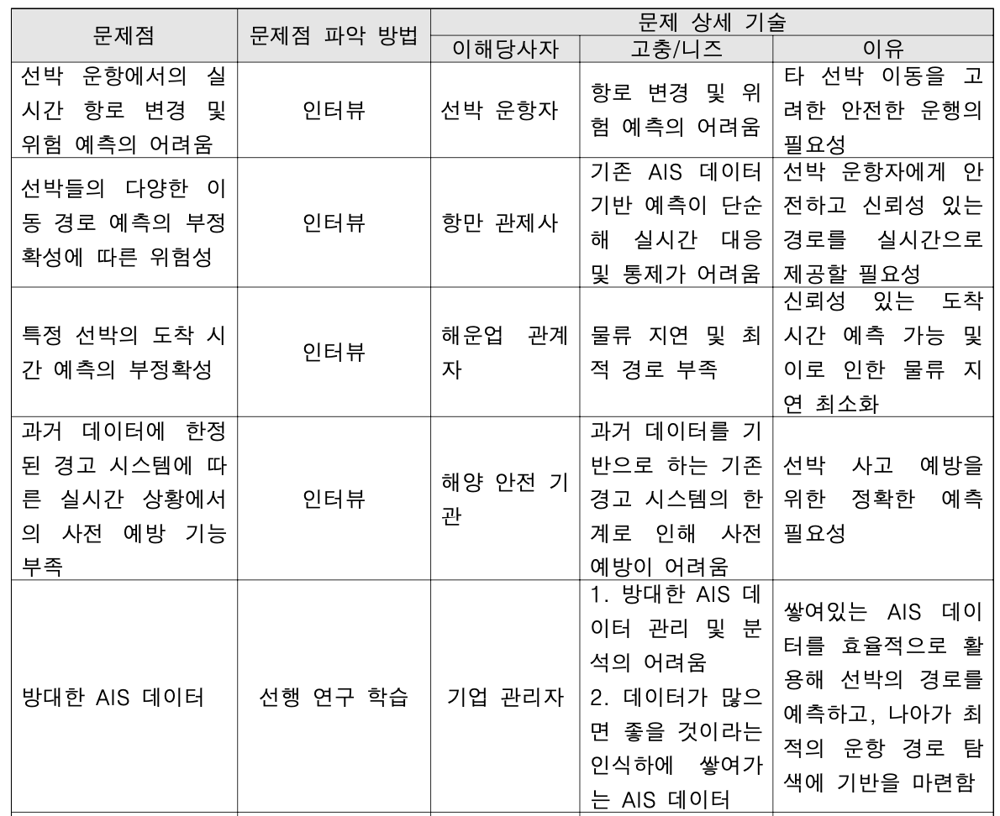 문제점
문제점 파악 방법
문제 상세 기술
이해당사자
고충/니즈
이유
선박 운항에서의 실
시간 항로 변경 및
위험 예측의 어려움
인터뷰
선박 운항자
항로 변경 및 위
험 예측의 어려움
타 선박 이동을 고
려한 안전한 운행의
필요성
선박들의 다양한 이
동 경로 예측의 부정
확성에 따른 위험성
인터뷰
항만 관제사
기존 AIS 데이터
기반 예측이 단순
해 실시간 대응
및 통제가 어려움
선박 운항자에게 안
전하고 신뢰성 있는
경로를 실시간으로
제공할 필요성
특정 선박의 도착 시
간 예측의 부정확성
인터뷰
해운업 관계
자
물류 지연 및 최
적 경로 부족
신뢰성 있는 도착
시간 예측 가능 및
이로 인한 물류 지
연 최소화
과거 데이터에 한정
된 경고 시스템에 따
른 실시간 상황에서
의 사전 예방 기능
부족
인터뷰
해양 안전 기
관
과거 데이터를 기
반으로 하는 기존
경고 시스템의 한
계로 인해 사전
예방이 어려움
선박 사고 예방을
위한 정확한 예측
필요성
방대한 AIS 데이터
선행 연구 학습
기업 관리자
1. 방대한 AIS 데
이터 관리 및 분
석의 어려움
2. 데이터가 많으
면 좋을 것이라는
인식하에 쌓여가
는 AIS 데이터
쌓여있는 AIS 데이
터를 효율적으로 활
용해 선박의 경로를
예측하고, 나아가 최
적의 운항 경로 탐
색에 기반을 마련함